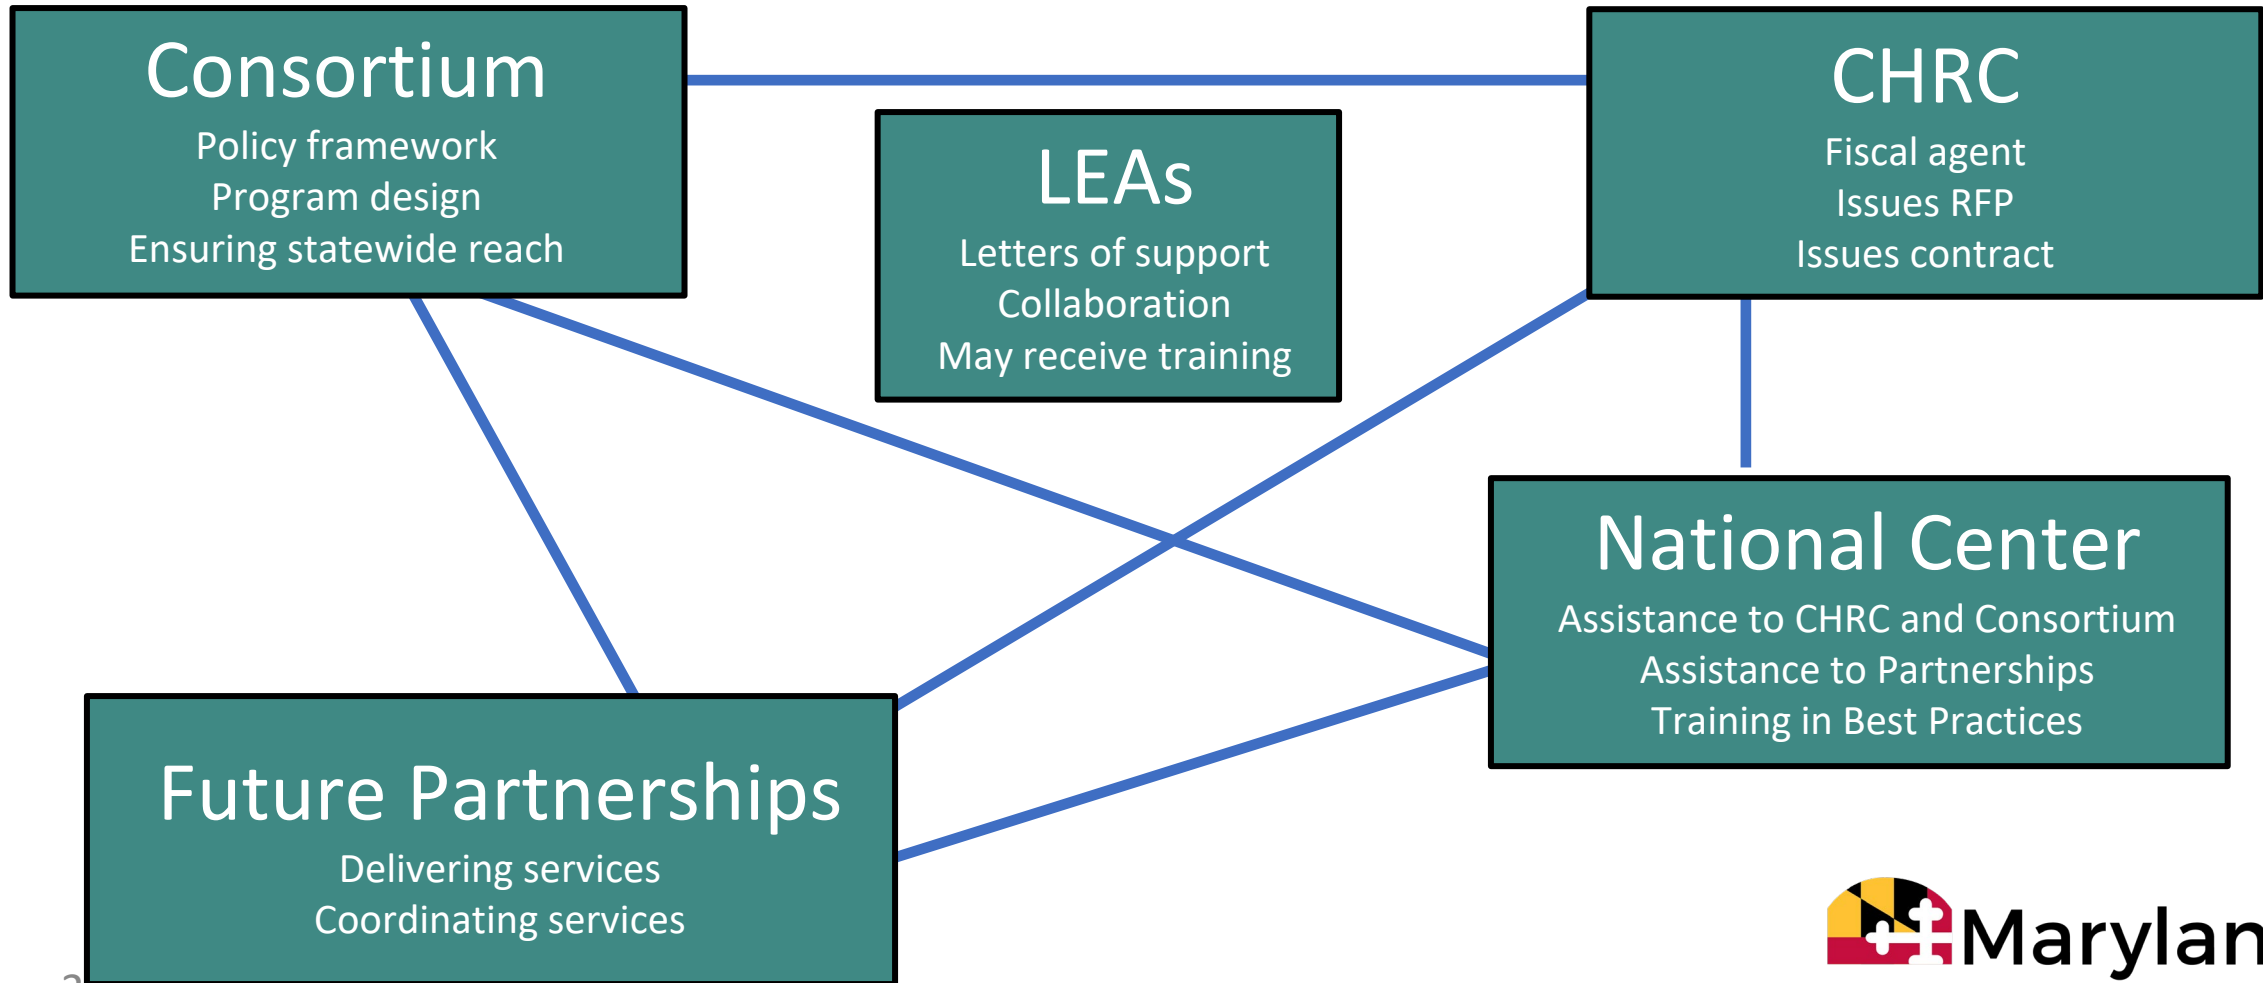 Consortium
Policy framework
Program design
Ensuring statewide reach
LEAs
Letters of support
Collaboration
May receive training
CHRC
Fiscal agent
Issues RFP
Issues contract
National Center
Assistance to CHRC and Consortium
Assistance to Partnerships
Training in Best Practices
Future Partnerships
Delivering services
Coordinating services
Marylan